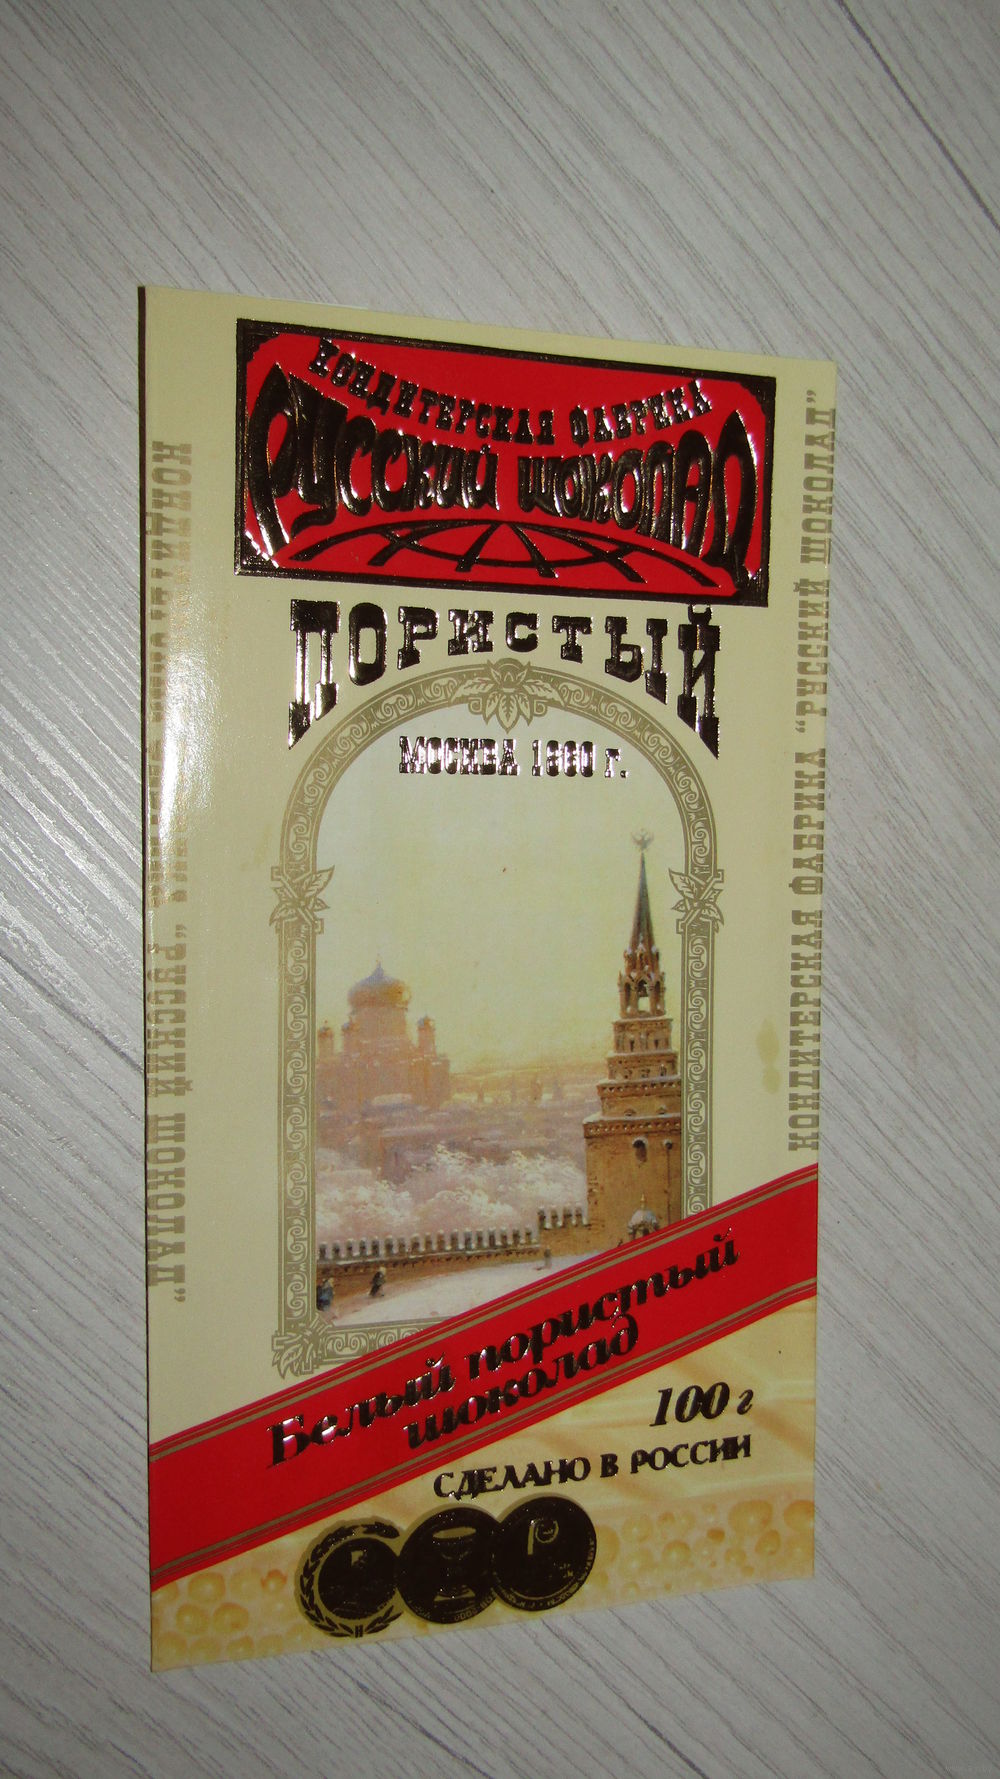 КОНДИТЕРСКАЯ ФАБРИКА
РУССКИЙ ШОКОЛАД
ПОРИСТЫЙ
МОСКВА 1998 г.
КОНДИТЕРСКАЯ ФАБРИКА "РУССКИЙ ШОКОЛАД"
КОНДИТЕРСКАЯ ФАБРИКА "РУССКИЙ ШОКОЛАД"
Белый пористый
шоколад
100 г
СДЕЛАНО В РОССИИ